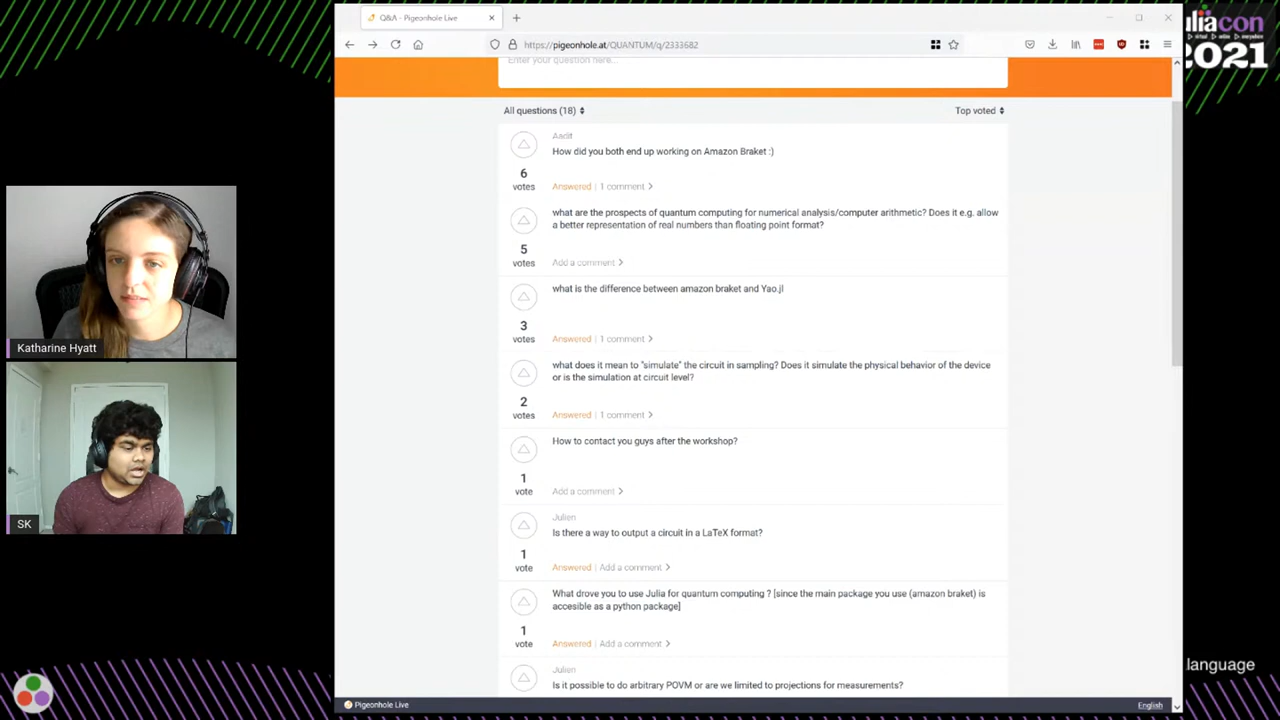 Q&A - Pigeonhole Live
https://pigeonhole.at/QUANTUM/q/2333682
juliacon
2021
Enter your question here...
All questions (18)
Top voted
Aadit
How did you both end up working on Amazon Braket :)
6
votes
Answered | 1 comment
what are the prospects of quantum computing for numerical analysis/computer arithmetic? Does it e.g. allow
a better representation of real numbers than floating point format?
5
votes
Add a comment
what is the difference between amazon braket and Yao.jl
3
votes
Answered | 1 comment
what does it mean to "simulate" the circuit in sampling? Does it simulate the physical behavior of the device
or is the simulation at circuit level?
2
votes
Answered | 1 comment
How to contact you guys after the workshop?
1
vote
Add a comment
Julien
Is there a way to output a circuit in a LaTeX format?
1
vote
Answered | Add a comment
What drove you to use Julia for quantum computing ? [since the main package you use (amazon braket) is
accesible as a python package]
1
vote
Answered | Add a comment
Julien
Is it possible to do arbitrary POVM or are we limited to projections for measurements?
Pigeonhole Live
English
Katharine Hyatt
SK
language